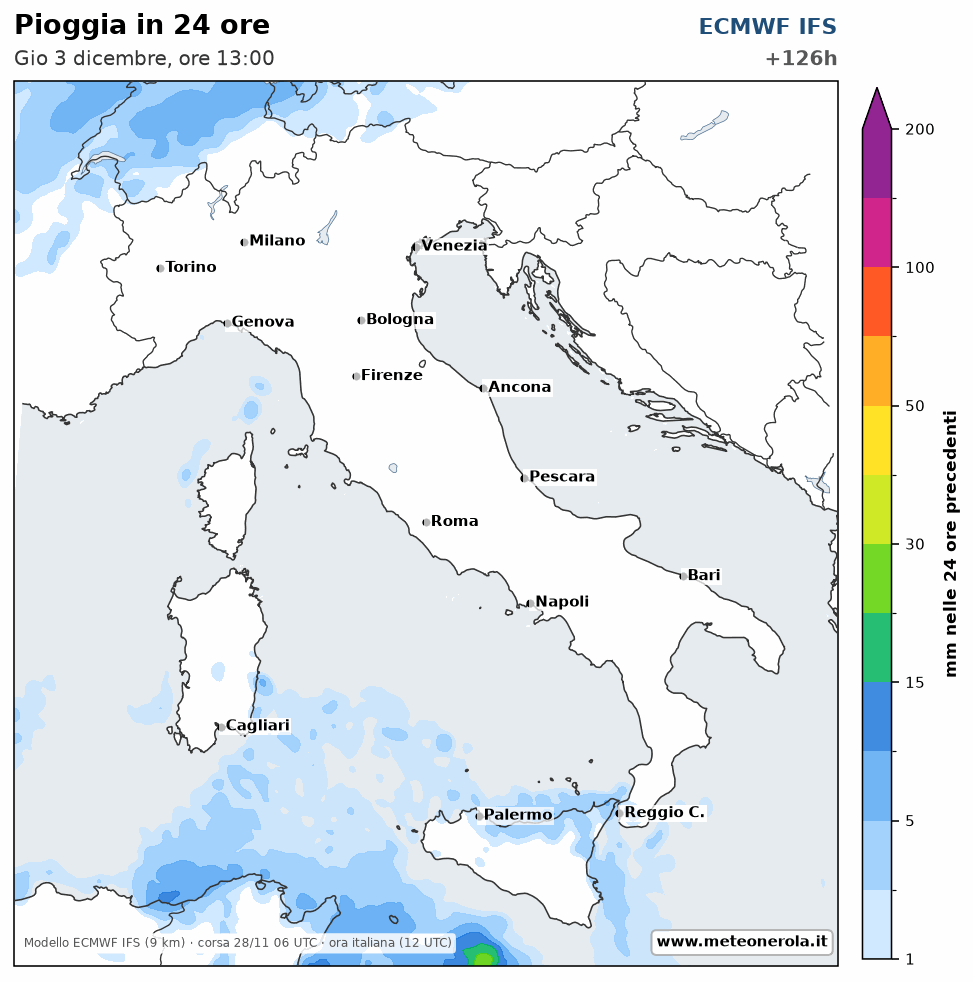 Pioggia in 24 ore
ECMWF IFS
Gio 3 dicembre, ore 13:00
+126h
Milano
Venezia
Torino
Genova
Bologna
Firenze
Ancona
Pescara
Roma
Bari
Napoli
Cagliari
Palermo
Reggio C.
200
100
50
30
15
5
1
mm nelle 24 ore precedenti
Modello ECMWF IFS (9 km) · corsa 28/11 06 UTC · ora italiana (12 UTC)
www.meteonerola.it